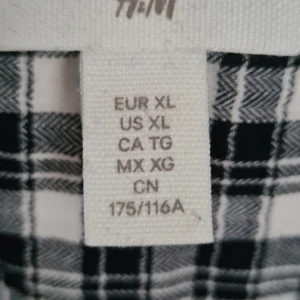 H&M
EUR XL
US XL
CA TG
MX XG
CN
175/116A